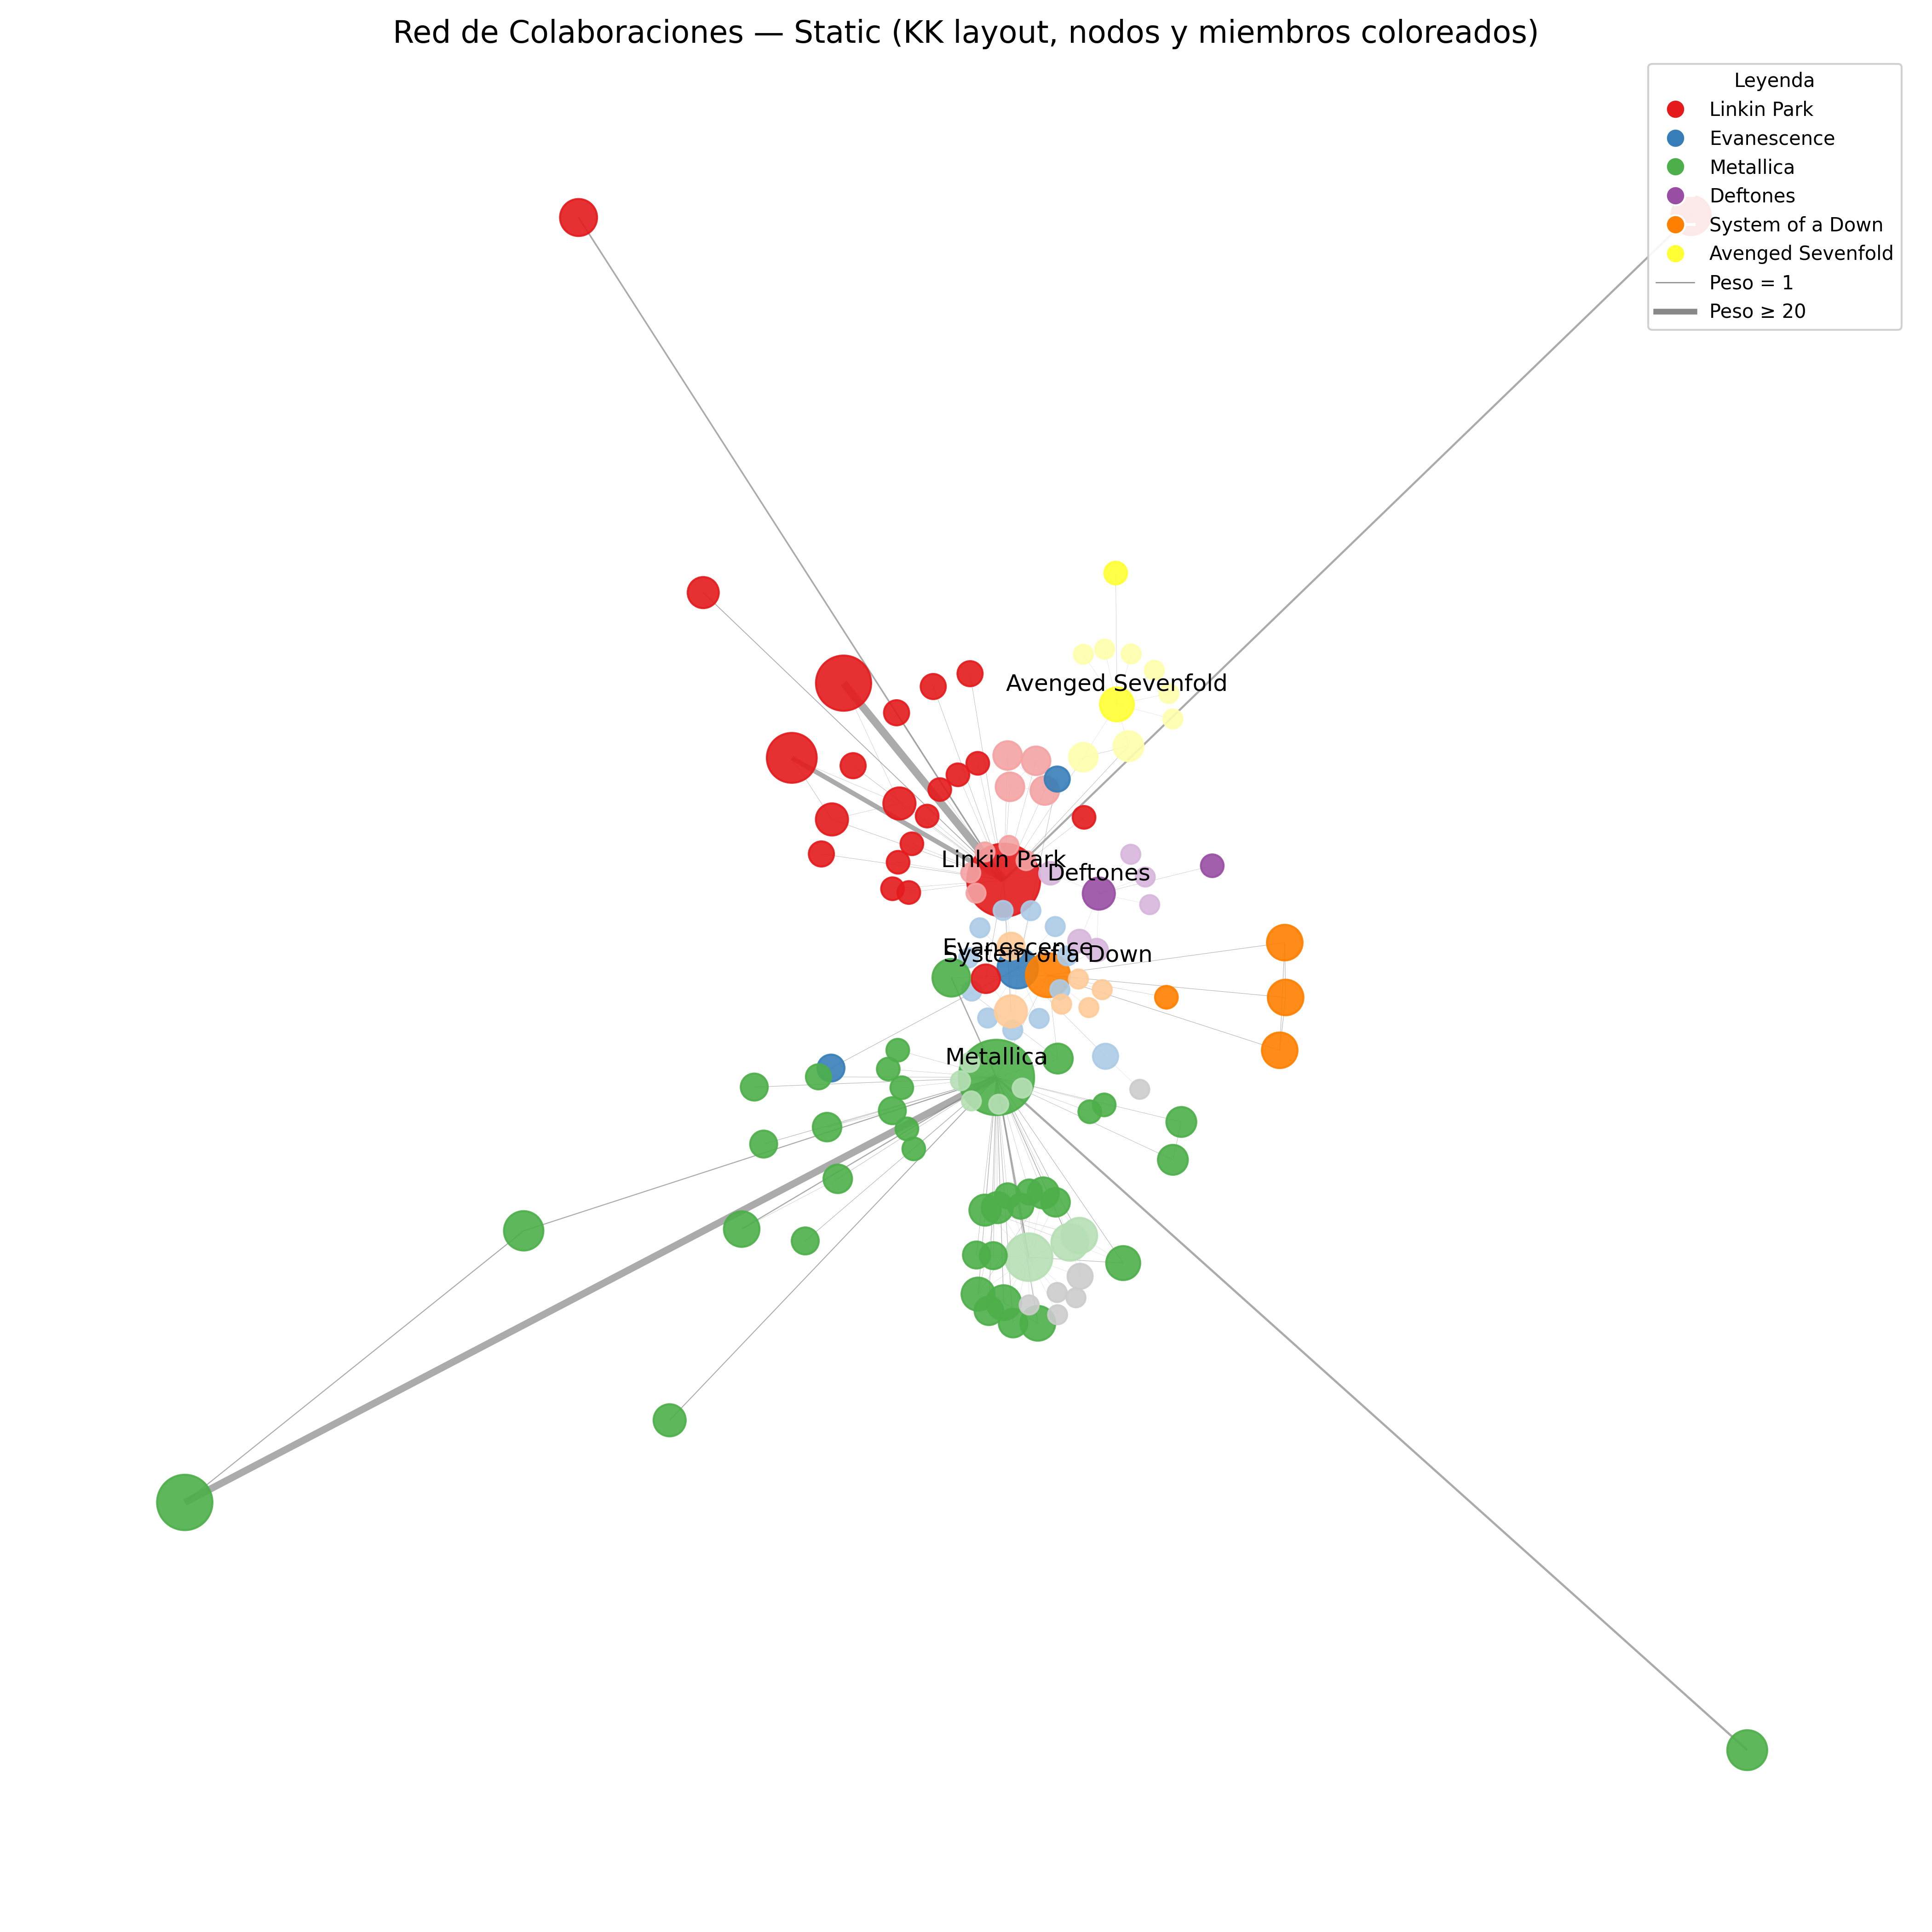 Red de Colaboraciones — Static (KK layout, nodos y miembros coloreados)
Leyenda
Linkin Park
Evanescence
Metallica
Deftones
System of a Down
Avenged Sevenfold
Peso = 1
Peso ≥ 20
Avenged Sevenfold
Linkin Park
Deftones
Evanescence
System of a Down
Metallica